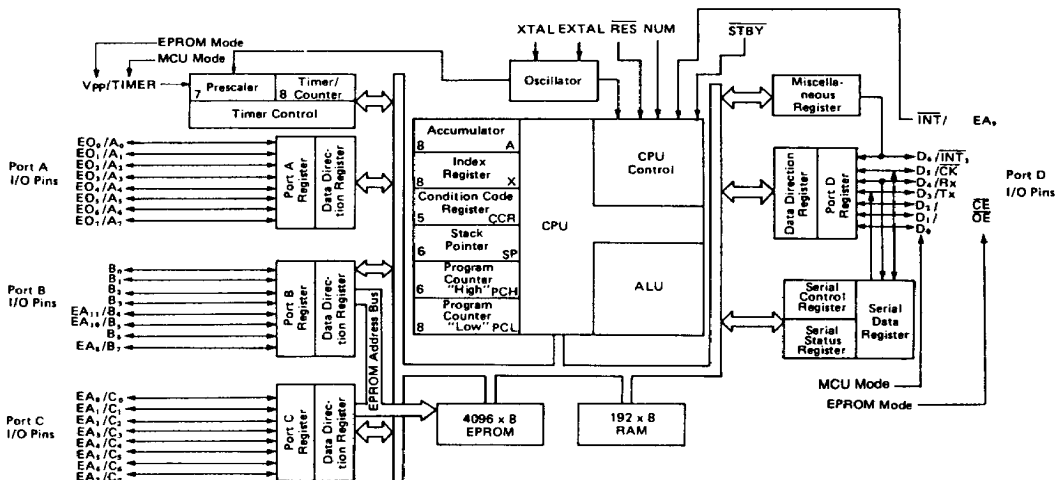 XTAL EXTAL RES NUM STBY
EPROM Mode
MCU Mode
VPP/TIMER
7 Prescaler
8 Timer/Counter
Timer Control
Oscillator
Miscella-
neous
Register
INT/ EA₉
Port A
I/O Pins
EO₀/A₀
EO₁/A₁
EO₂/A₂
EO₃/A₃
EO₄/A₄
EO₅/A₅
EO₆/A₆
EO₇/A₇
Port A
Register
Data Direc-
tion Register
Accumulator
8 A
Index
Register
8 X
Condition Code
Register
5 CCR
Stack
Pointer
6 SP
Program
Counter
6 "High" PCH
Program
Counter
8 "Low" PCL
CPU
CPU
Control
ALU
Data Direction
Register
Port D
Register
D₆/INT₂
D₅/CK
D₄/Rx
D₃/Tx
D₂/ CE
D₁/ OE
D₀
Port D
I/O Pins
Port B
I/O Pins
B₀
B₁
B₂
B₃
EA₁₁/B₄
EA₁₀/B₅
B₆
EA₈/B₇
Port B
Register
Data Direc-
tion Register
EPROM Address Bus
Serial
Control
Register
Serial
Status
Register
Serial
Data
Register
MCU Mode
EPROM Mode
Port C
I/O Pins
EA₀/C₀
EA₁/C₁
EA₂/C₂
EA₃/C₃
EA₄/C₄
EA₅/C₅
EA₆/C₆
EA₇/C₇
Port C
Register
Data Direc-
tion Register
4096 x 8
EPROM
192 x 8
RAM